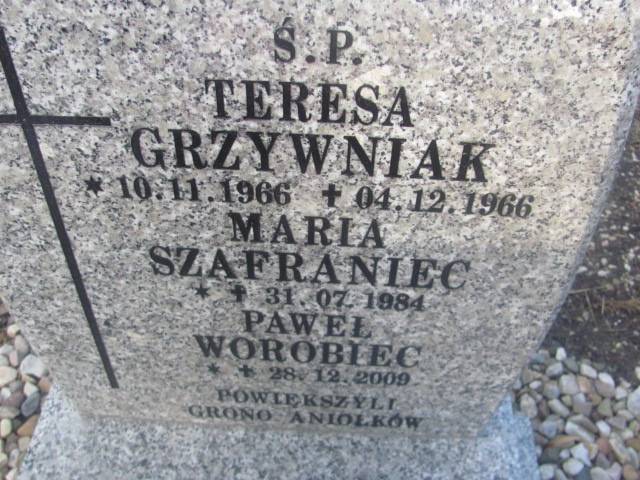 Ś.P.
TERESA
GRZYWNIAK
* 10.11.1966 ✝ 04.12.1966
MARIA
SZAFRANIEC
* ✝ 31.07.1984
PAWEŁ
WOROBIEC
* ✝ 28.12.2009
POWIEKSZYLI
GRONO ANIOŁKÓW